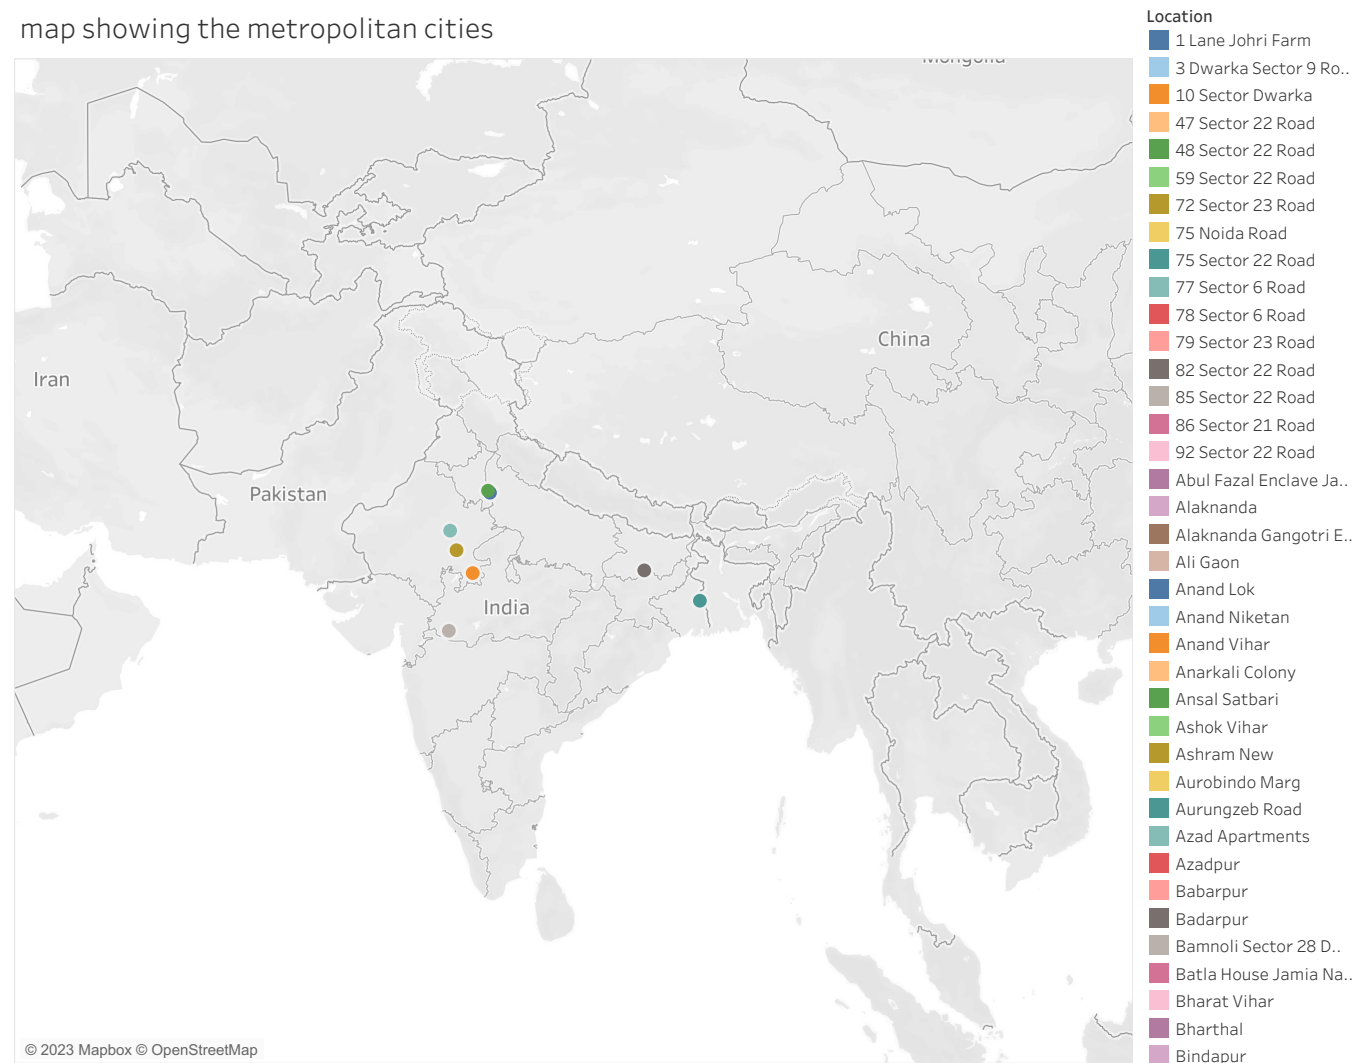 map showing the metropolitan cities
Mongolia
China
Iran
Pakistan
India
© 2023 Mapbox © OpenStreetMap
Location
1 Lane Johri Farm
3 Dwarka Sector 9 Ro..
10 Sector Dwarka
47 Sector 22 Road
48 Sector 22 Road
59 Sector 22 Road
72 Sector 23 Road
75 Noida Road
75 Sector 22 Road
77 Sector 6 Road
78 Sector 6 Road
79 Sector 23 Road
82 Sector 22 Road
85 Sector 22 Road
86 Sector 21 Road
92 Sector 22 Road
Abul Fazal Enclave Ja..
Alaknanda
Alaknanda Gangotri E..
Ali Gaon
Anand Lok
Anand Niketan
Anand Vihar
Anarkali Colony
Ansal Satbari
Ashok Vihar
Ashram New
Aurobindo Marg
Aurungzeb Road
Azad Apartments
Azadpur
Babarpur
Badarpur
Bamnoli Sector 28 D..
Batla House Jamia Na..
Bharat Vihar
Bharthal
Bindapur